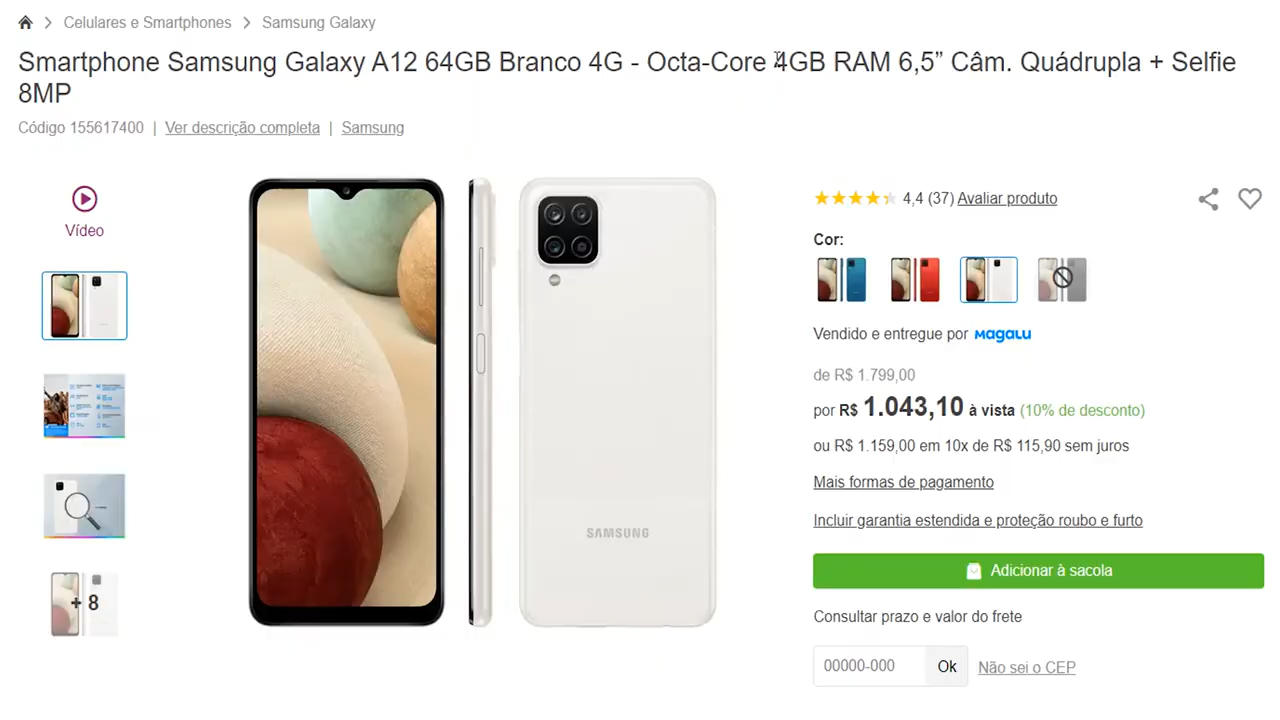 Celulares e Smartphones > Samsung Galaxy
Smartphone Samsung Galaxy A12 64GB Branco 4G - Octa-Core 4GB RAM 6,5” Câm. Quádrupla + Selfie
8MP
Código 155617400 | Ver descrição completa | Samsung
Vídeo
+ 8
SAMSUNG
4,4 (37) Avaliar produto
Cor:
Vendido e entregue por Magalu
de R$ 1.799,00
por R$ 1.043,10 à vista (10% de desconto)
ou R$ 1.159,00 em 10x de R$ 115,90 sem juros
Mais formas de pagamento
Incluir garantia estendida e proteção roubo e furto
Adicionar à sacola
Consultar prazo e valor do frete
00000-000 Ok Não sei o CEP